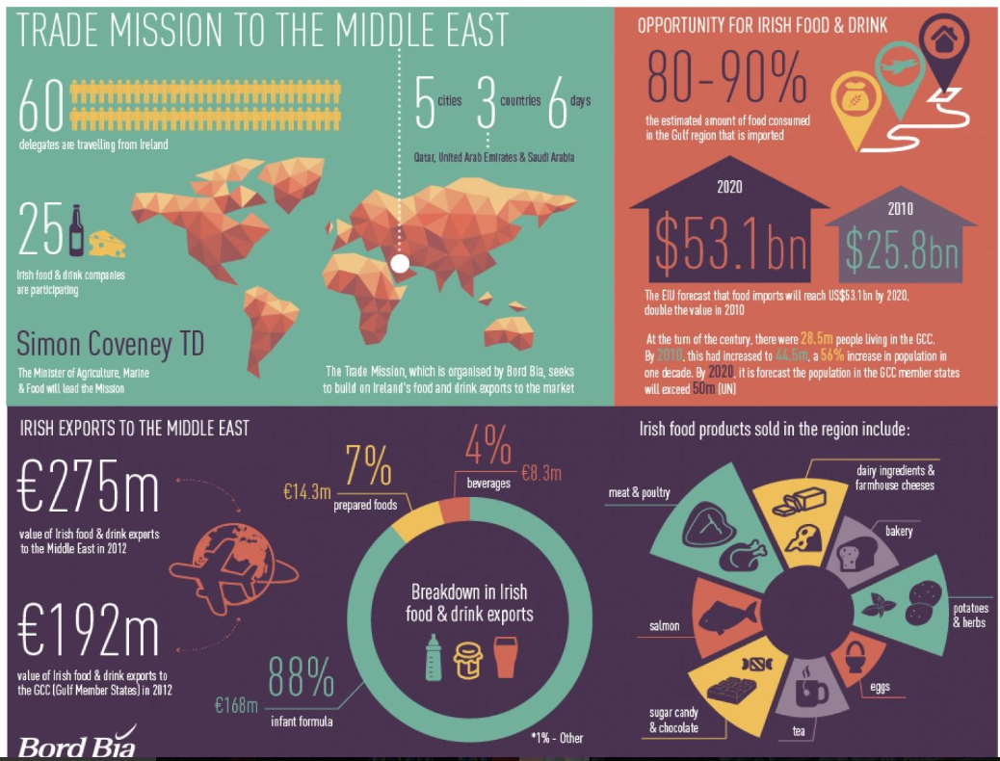 TRADE MISSION TO THE MIDDLE EAST
60
delegates are travelling from Ireland
5 cities 3 countries 6 days
Qatar, United Arab Emirates & Saudi Arabia
25
Irish food & drink companies
are participating
Simon Coveney TD
The Minister of Agriculture, Marine
& Food will lead the Mission
The Trade Mission, which is organised by Bord Bia, seeks
to build on Ireland's food and drink exports to the market
OPPORTUNITY FOR IRISH FOOD & DRINK
80-90%
the estimated amount of food consumed
in the Gulf region that is imported
2020
$53.1bn
2010
$25.8bn
The EIU forecast that food imports will reach US$53.1bn by 2020,
double the value in 2010
At the turn of the century, there were 28.5m people living in the GCC.
By 2010, this had increased to 44.5m, a 56% increase in population in
one decade. By 2020, it is forecast the population in the GCC member states
will exceed 50m (UN)
IRISH EXPORTS TO THE MIDDLE EAST
€275m
value of Irish food & drink exports
to the Middle East in 2012
€192m
value of Irish food & drink exports to
the GCC (Gulf Member States) in 2012
Bord Bia
7%
€14.3m
prepared foods
4%
€8.3m
beverages
Breakdown in Irish
food & drink exports
88%
€168m
infant formula
*1% - Other
Irish food products sold in the region include:
meat & poultry
dairy ingredients &
farmhouse cheeses
bakery
potatoes
& herbs
eggs
tea
sugar candy
& chocolate
salmon